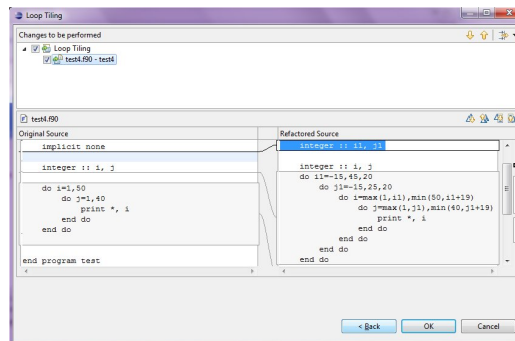 Loop Tiling
Changes to be performed
Loop Tiling
test4.f90 - test4
test4.f90
Original Source
Refactored Source
implicit none
integer :: i, j
do i=1,50
do j=1,40
print *, i
end do
end do
end program test
integer :: i1, j1
integer :: i, j
do i1=-15,45,20
do j1=-15,25,20
do i=max(1,i1),min(50,i1+19)
do j=max(1,j1),min(40,j1+19)
print *, i
end do
end do
end do
end do
< Back
OK
Cancel